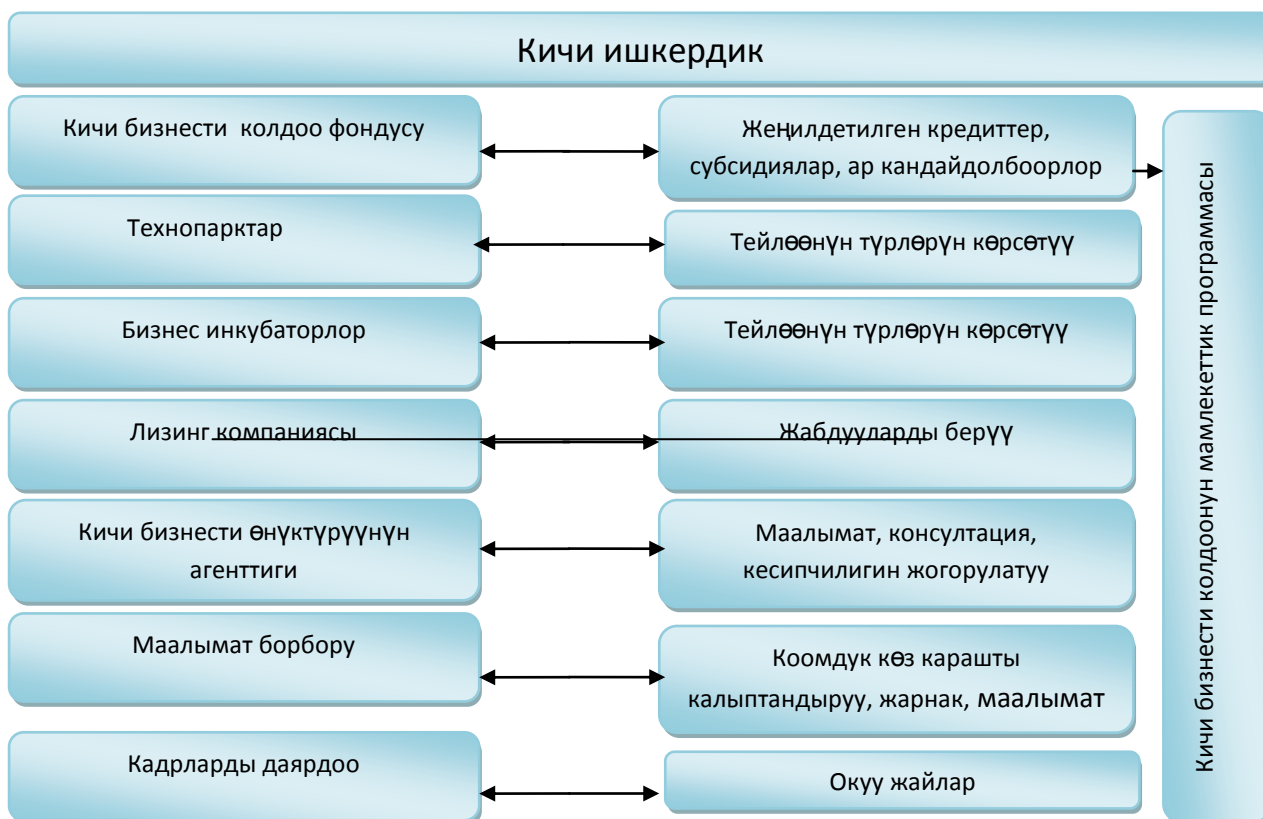 Кичи ишкердик
Кичи бизнести колдоо фондусу
Жеңилдетилген кредиттер,
субсидиялар, ар кандайдолбоорлор
Технопарктар
Тейлөөнүн түрлөрүн көрсөтүү
Бизнес инкубаторлор
Тейлөөнүн түрлөрүн көрсөтүү
Лизинг компаниясы
Жабдууларды берүү
Кичи бизнести өнүктүрүүнүн
агенттиги
Маалымат, консултация,
кесипчилигин жогорулатуу
Маалымат борбору
Коомдук көз карашты
калыптандыруу, жарнак, маалымат
Кадрларды даярдоо
Окуу жайлар
Кичи бизнести колдоонун мамлекеттик программасы